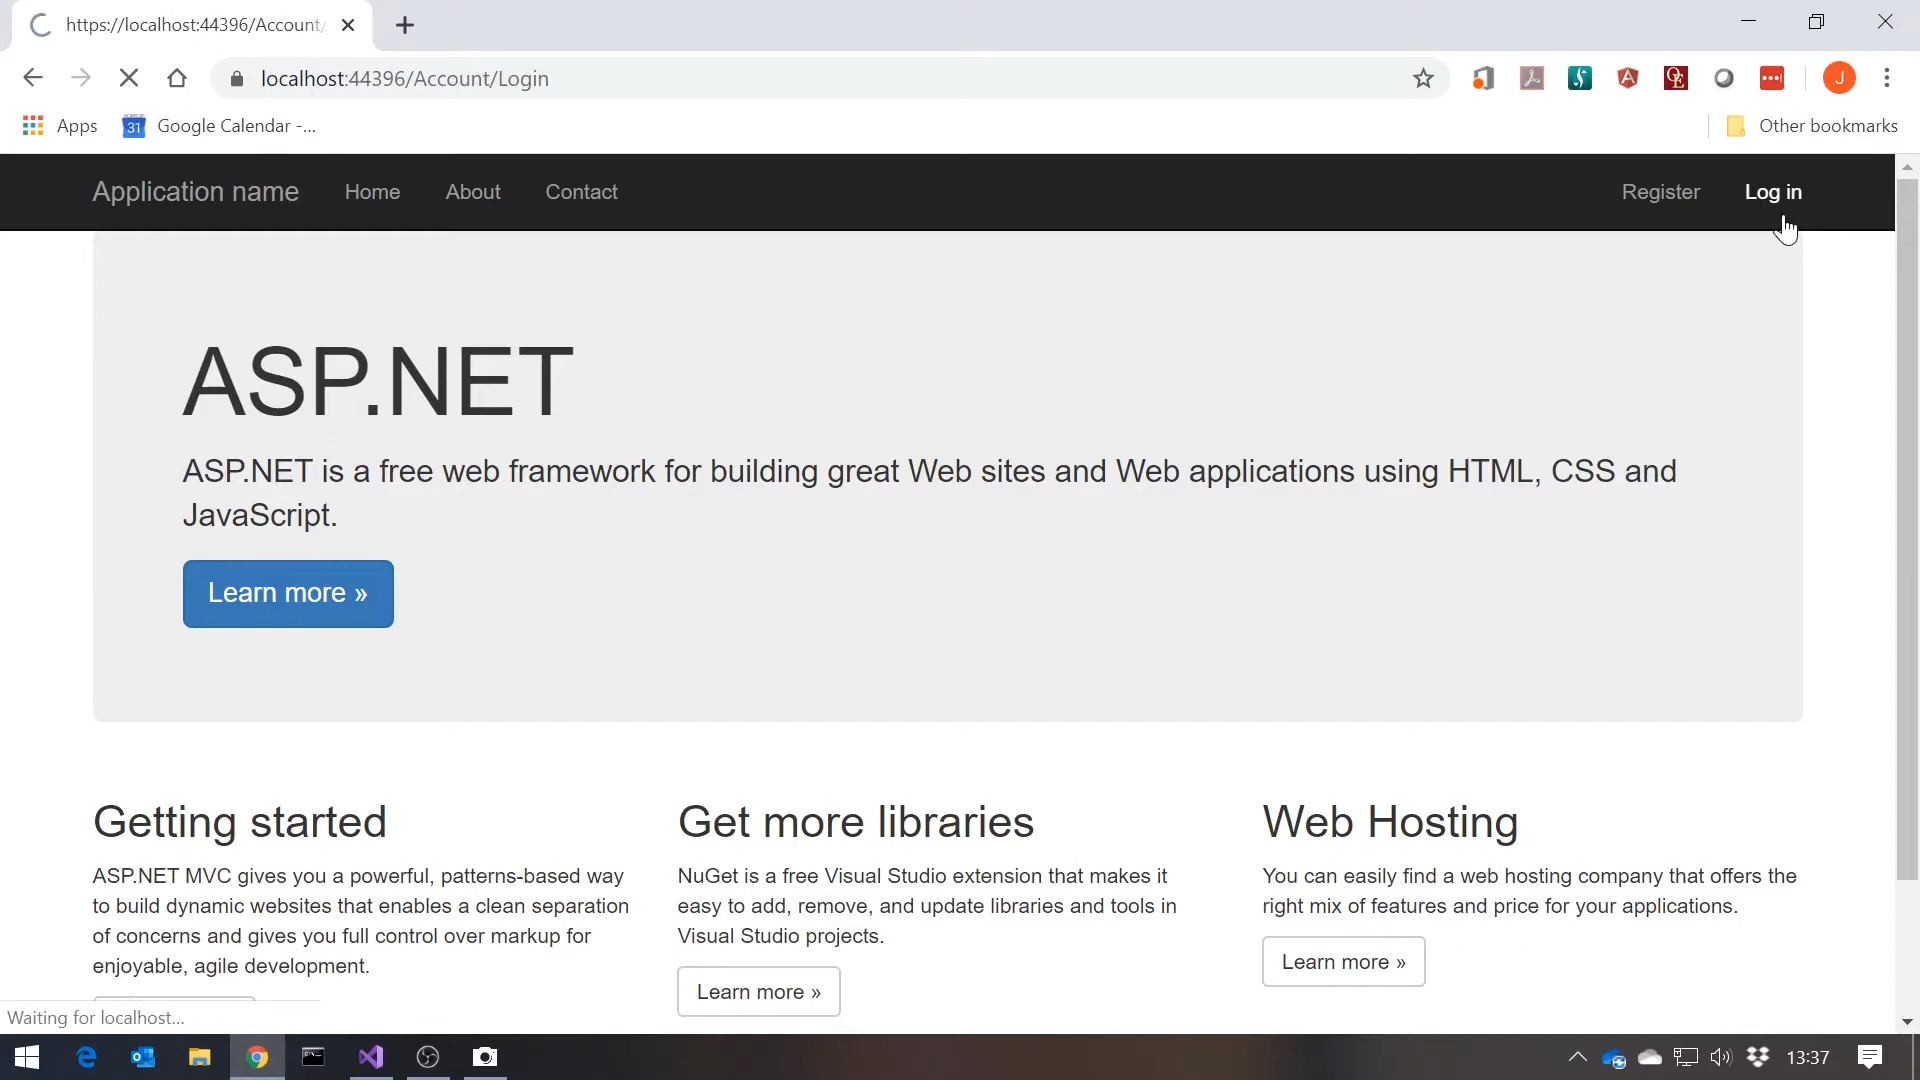 https://localhost:44396/Account/
localhost:44396/Account/Login
J
Apps
31
Google Calendar -...
Other bookmarks
Application name
Home
About
Contact
Register
Log in
ASP.NET
ASP.NET is a free web framework for building great Web sites and Web applications using HTML, CSS and
JavaScript.
Learn more »
Getting started
ASP.NET MVC gives you a powerful, patterns-based way
to build dynamic websites that enables a clean separation
of concerns and gives you full control over markup for
enjoyable, agile development.
Get more libraries
NuGet is a free Visual Studio extension that makes it
easy to add, remove, and update libraries and tools in
Visual Studio projects.
Learn more »
Web Hosting
You can easily find a web hosting company that offers the
right mix of features and price for your applications.
Learn more »
Waiting for localhost...
13:37